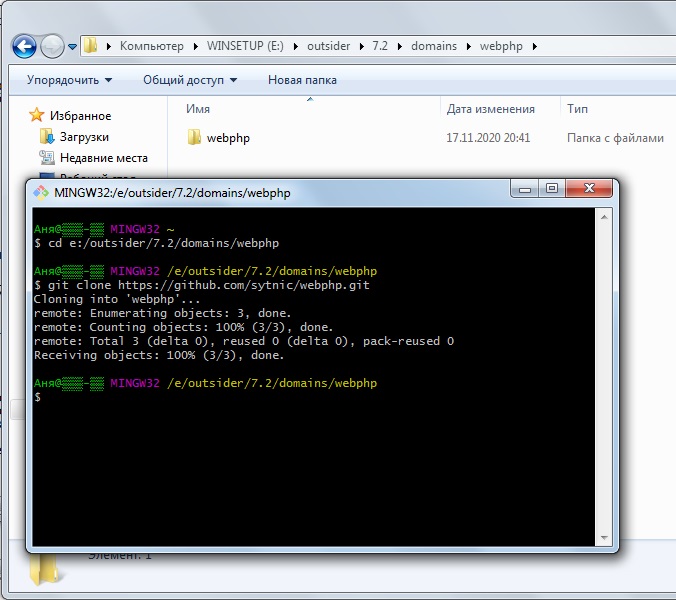 Компьютер WINSETUP (E:) outsider 7.2 domains webphp
Упорядочить Общий доступ Новая папка
Избранное
Загрузки
Недавние места
Рабочий стол
Имя Дата изменения Тип
webphp 17.11.2020 20:41 Папка с файлами
MINGW32:/e/outsider/7.2/domains/webphp
Аня@▒▒▒-▒▒ MINGW32 ~
$ cd e:/outsider/7.2/domains/webphp
Аня@▒▒▒-▒▒ MINGW32 /e/outsider/7.2/domains/webphp
$ git clone https://github.com/sytnic/webphp.git
Cloning into 'webphp'...
remote: Enumerating objects: 3, done.
remote: Counting objects: 100% (3/3), done.
remote: Total 3 (delta 0), reused 0 (delta 0), pack-reused 0
Receiving objects: 100% (3/3), done.
Аня@▒▒▒-▒▒ MINGW32 /e/outsider/7.2/domains/webphp
$
Элемент: 1